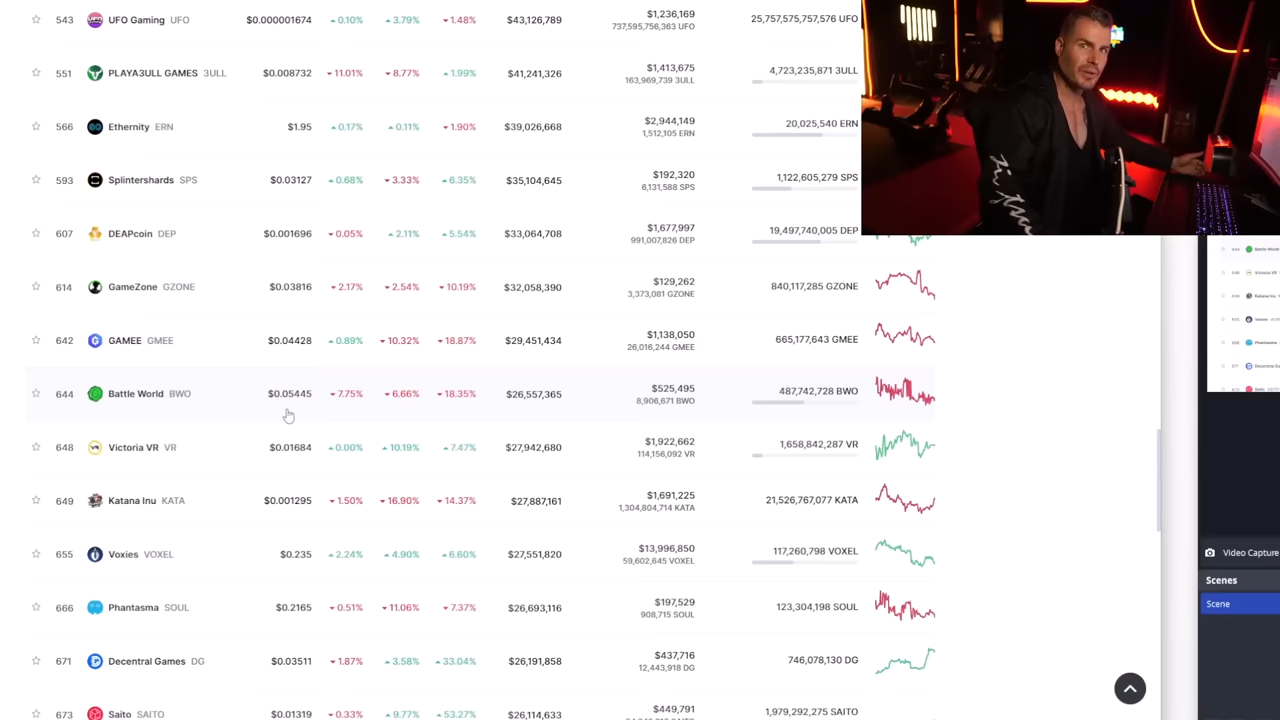 543 UFO Gaming UFO $0.000001674 0.10% 3.79% 1.48% $43,126,789 $1,236,169 25,757,575,757,576 UFO
737,595,756,363 UFO
551 PLAYA3ULL GAMES 3ULL $0.008732 11.01% 8.77% 1.99% $41,241,326 $1,413,675 4,723,235,871 3ULL
163,969,739 3ULL
566 Ethernity ERN $1.95 0.17% 0.11% 1.90% $39,026,668 $2,944,149 20,025,540 ERN
1,512,105 ERN
593 Splintershards SPS $0.03127 0.68% 3.33% 6.35% $35,104,645 $192,320 1,122,605,279 SPS
6,131,588 SPS
607 DEAPcoin DEP $0.001696 0.05% 2.11% 5.54% $33,064,708 $1,677,997 19,497,740,005 DEP
991,007,826 DEP
614 GameZone GZONE $0.03816 2.17% 2.54% 10.19% $32,058,390 $129,262 840,117,285 GZONE
3,373,081 GZONE
642 GAMEE GMEE $0.04428 0.89% 10.32% 18.87% $29,451,434 $1,138,050 665,177,643 GMEE
26,016,244 GMEE
644 Battle World BWO $0.05445 7.75% 6.66% 18.35% $26,557,365 $525,495 487,742,728 BWO
8,906,671 BWO
648 Victoria VR VR $0.01684 0.00% 10.19% 7.47% $27,942,680 $1,922,662 1,658,842,287 VR
114,156,092 VR
649 Katana Inu KATA $0.001295 1.50% 16.90% 14.37% $27,887,161 $1,691,225 21,526,767,077 KATA
1,304,804,714 KATA
655 Voxies VOXEL $0.235 2.24% 4.90% 6.60% $27,551,820 $13,996,850 117,260,798 VOXEL
59,602,645 VOXEL
Video Capture
Scenes
Scene
666 Phantasma SOUL $0.2165 0.51% 11.06% 7.37% $26,693,116 $197,529 123,304,198 SOUL
908,715 SOUL
671 Decentral Games DG $0.03511 1.87% 3.58% 33.04% $26,191,858 $437,716 746,078,130 DG
12,443,918 DG
673 Saito SAITO $0.01319 0.33% 9.77% 53.27% $26,114,633 $449,791 1,979,292,275 SAITO